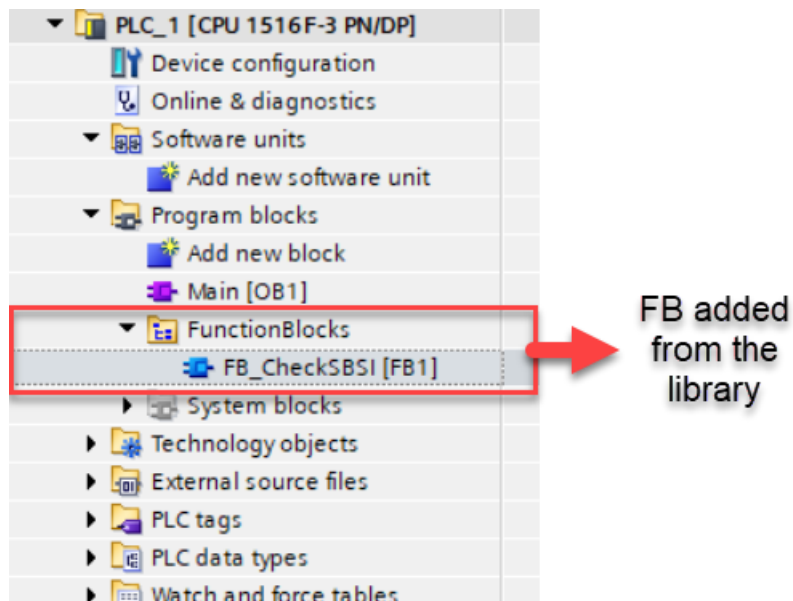 PLC_1 [CPU 1516F-3 PN/DP]
Device configuration
Online & diagnostics
Software units
Add new software unit
Program blocks
Add new block
Main [OB1]
FunctionBlocks
FB_CheckSBSI [FB1]
System blocks
Technology objects
External source files
PLC tags
PLC data types
Watch and force tables
FB added
from the
library